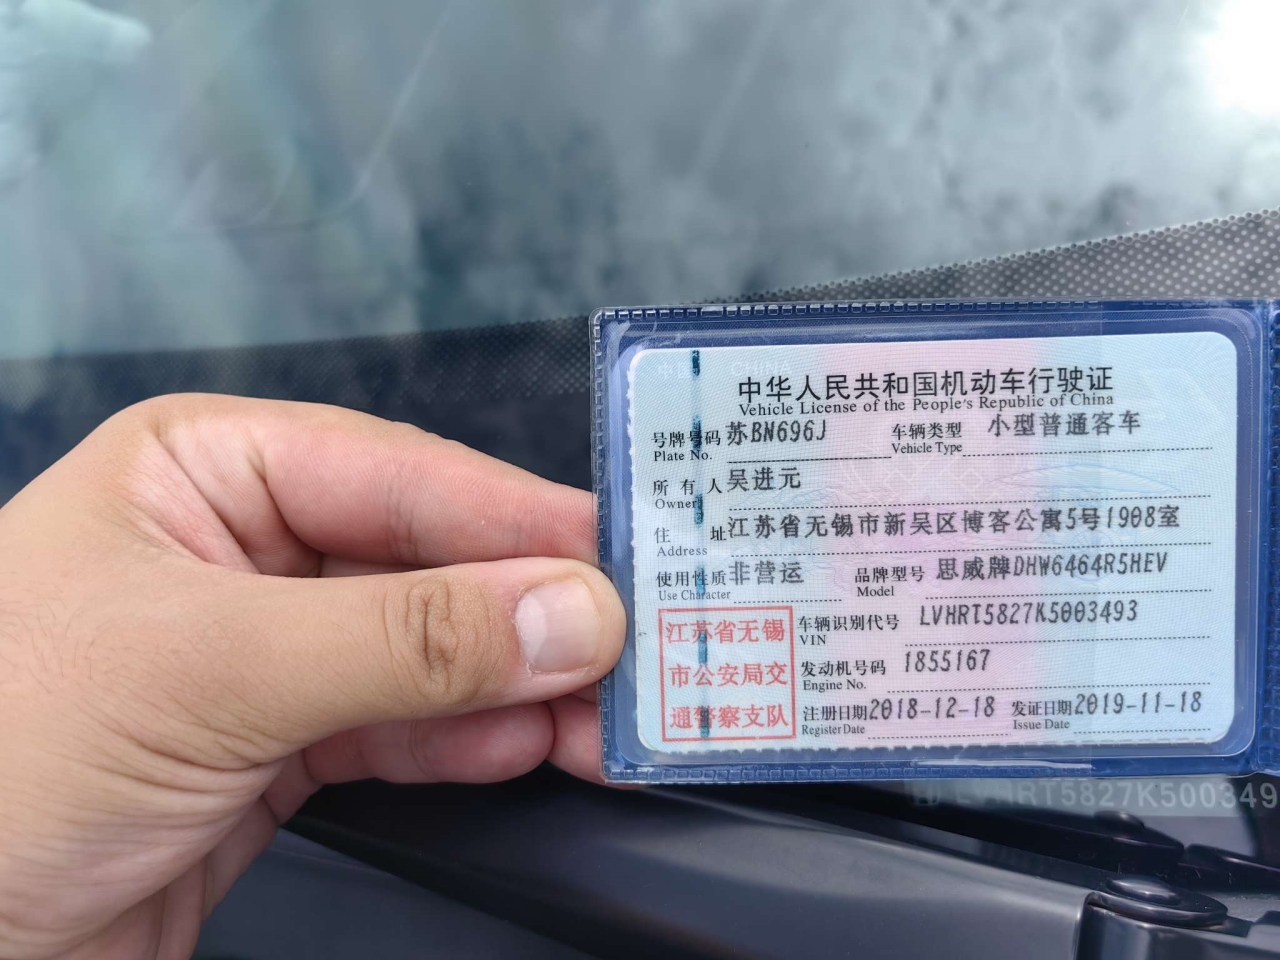 中华人民共和国机动车行驶证
Vehicle License of the People's Republic of China
号牌号码 苏BN696J 车辆类型 小型普通客车
Plate No. Vehicle Type
所有人 吴进元
Owner
住址 江苏省无锡市新吴区博客公寓5号1908室
Address
使用性质 非营运 品牌型号 思威牌DHW6464R5HEV
Use Character Model
江苏省无锡
市公安局交
通警察支队
车辆识别代号 LVHRT5827K5003493
VIN
发动机号码 1855167
Engine No.
注册日期 2018-12-18 发证日期 2019-11-18
Register Date Issue Date
LVHRT5827K500349